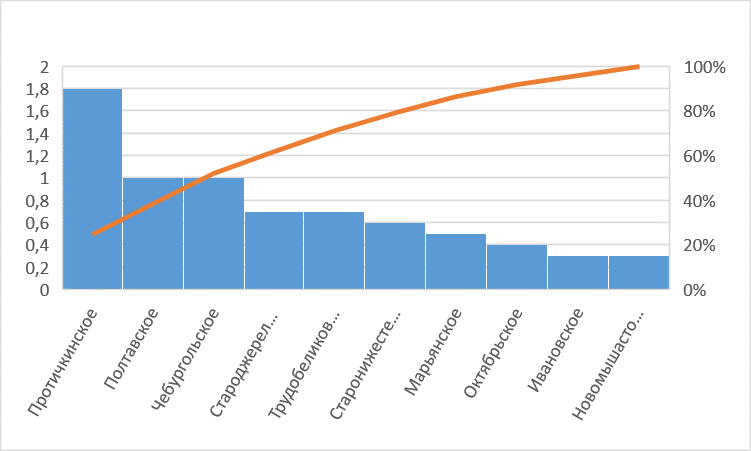 2
1,8
1,6
1,4
1,2
1
0,8
0,6
0,4
0,2
0
100%
80%
60%
40%
20%
0%
Протичкинское
Полтавское
Чебургольское
Староджерел...
Трудобеликов...
Старонижесте...
Марьянское
Октябрьское
Ивановское
Новомышасто...